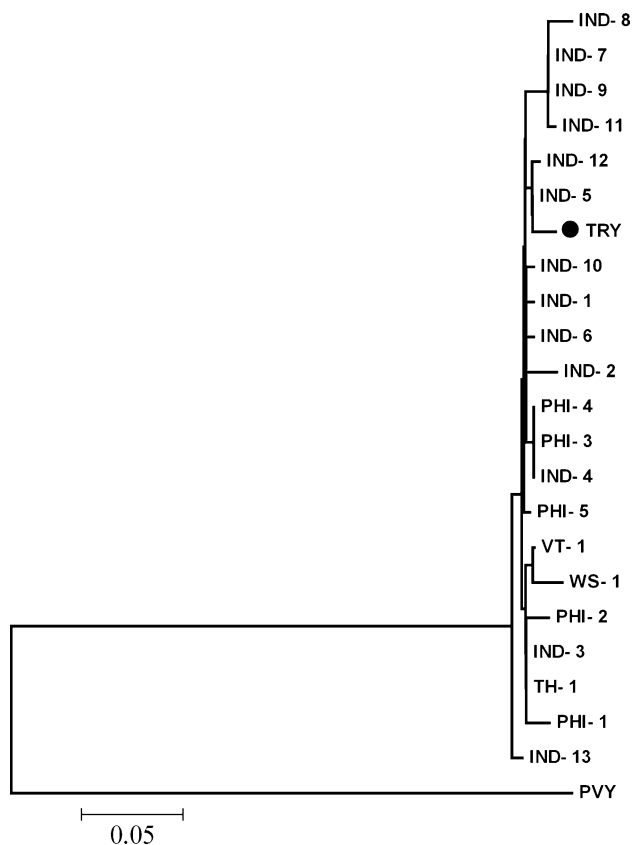 IND- 8
IND- 7
IND- 9
IND- 11
IND- 12
IND- 5
TRY
IND- 10
IND- 1
IND- 6
IND- 2
PHI- 4
PHI- 3
IND- 4
PHI- 5
VT- 1
WS- 1
PHI- 2
IND- 3
TH- 1
PHI- 1
IND- 13
PVY
0.05